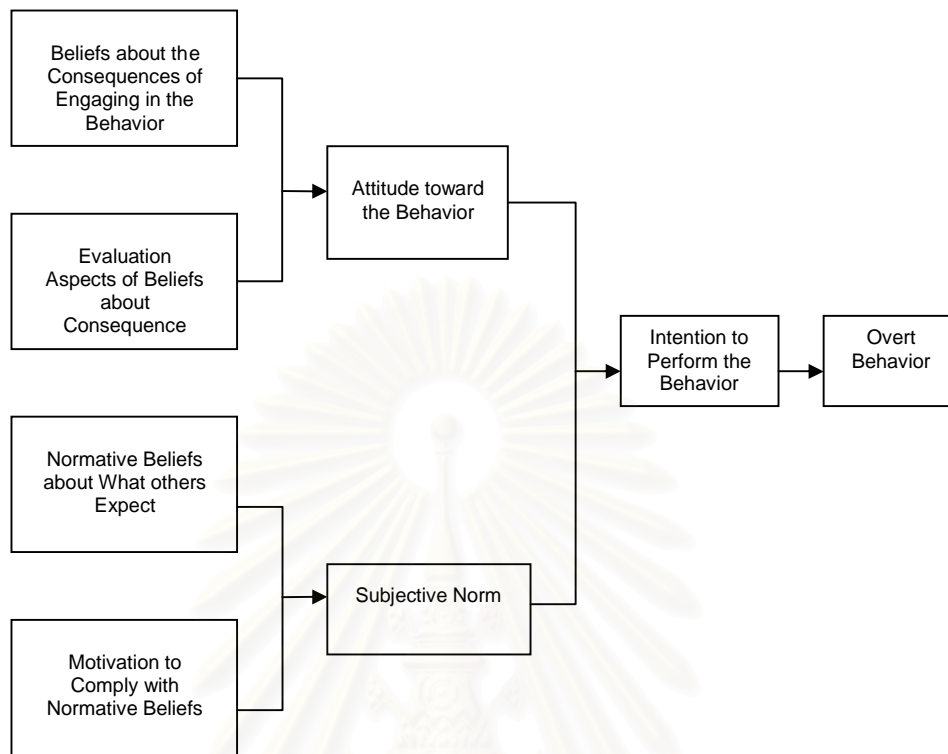 Beliefs about the
Consequences of
Engaging in the
Behavior
Evaluation
Aspects of Beliefs
about
Consequence
Attitude toward
the Behavior
Normative Beliefs
about What others
Expect
Motivation to
Comply with
Normative Beliefs
Subjective Norm
Intention to
Perform the
Behavior
Overt
Behavior